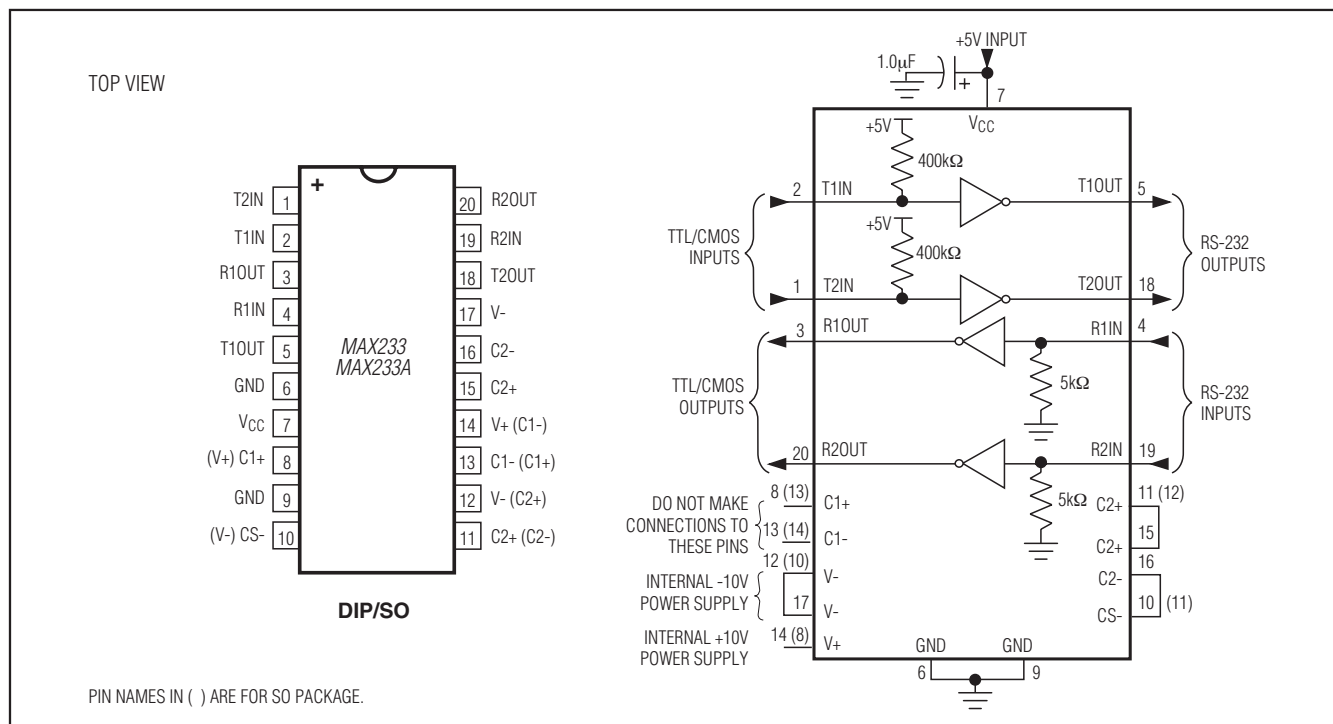 TOP VIEW
+
T2IN 1
T1IN 2
R1OUT 3
R1IN 4
T1OUT 5
GND 6
VCC 7
(V+) C1+ 8
GND 9
(V-) CS- 10
MAX233
MAX233A
20 R2OUT
19 R2IN
18 T2OUT
17 V-
16 C2-
15 C2+
14 V+ (C1-)
13 C1- (C1+)
12 V- (C2+)
11 C2+ (C2-)
DIP/SO
PIN NAMES IN ( ) ARE FOR SO PACKAGE.
+5V INPUT
1.0µF
+
7
VCC
+5V
400kΩ
2 T1IN
T1OUT 5
TTL/CMOS
INPUTS
+5V
400kΩ
RS-232
OUTPUTS
1 T2IN
T2OUT 18
3 R1OUT
R1IN 4
TTL/CMOS
OUTPUTS
5kΩ
RS-232
INPUTS
20 R2OUT
R2IN 19
5kΩ
DO NOT MAKE
CONNECTIONS TO
THESE PINS
8 (13) C1+
13 (14) C1-
INTERNAL -10V
POWER SUPPLY
12 (10) V-
17 V-
INTERNAL +10V
POWER SUPPLY
14 (8) V+
C2+ 11 (12)
C2+ 15
C2- 16
CS- 10 (11)
GND GND
6 9